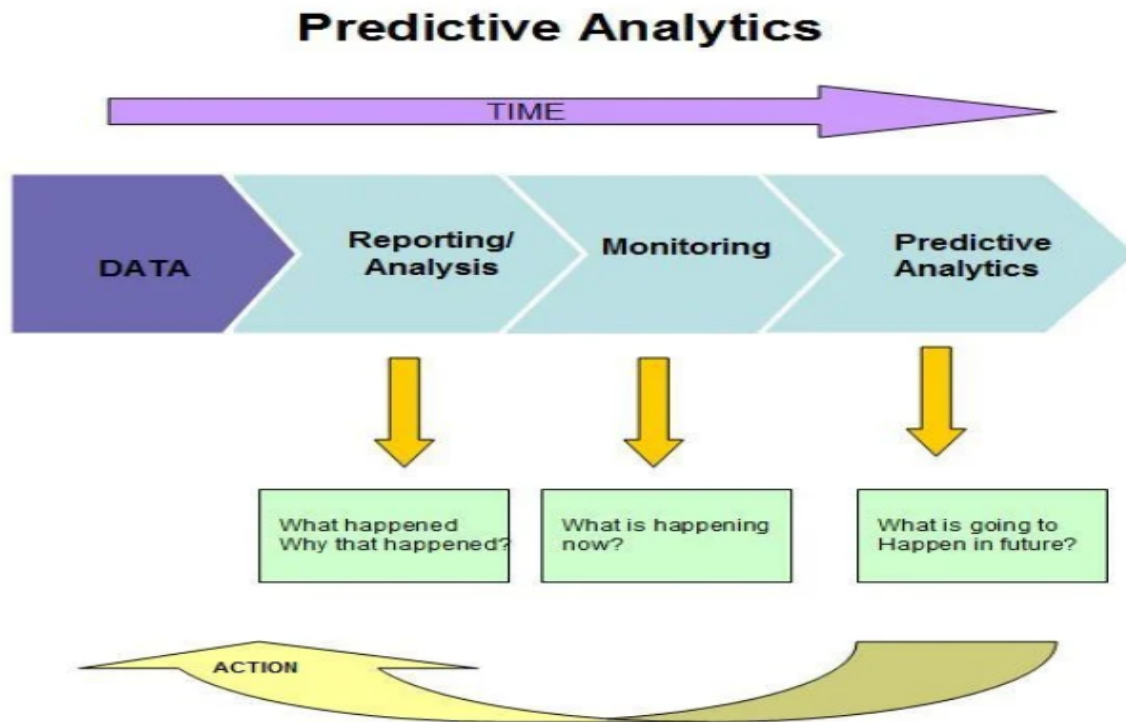 Predictive Analytics
TIME
DATA
Reporting/
Analysis
Monitoring
Predictive
Analytics
What happened
Why that happened?
What is happening
now?
What is going to
Happen in future?
ACTION